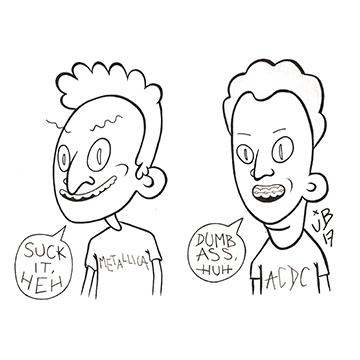 SUCK
IT,
HEH
METALLICA
DUMB
ASS,
HUH
ACDC
JB
17